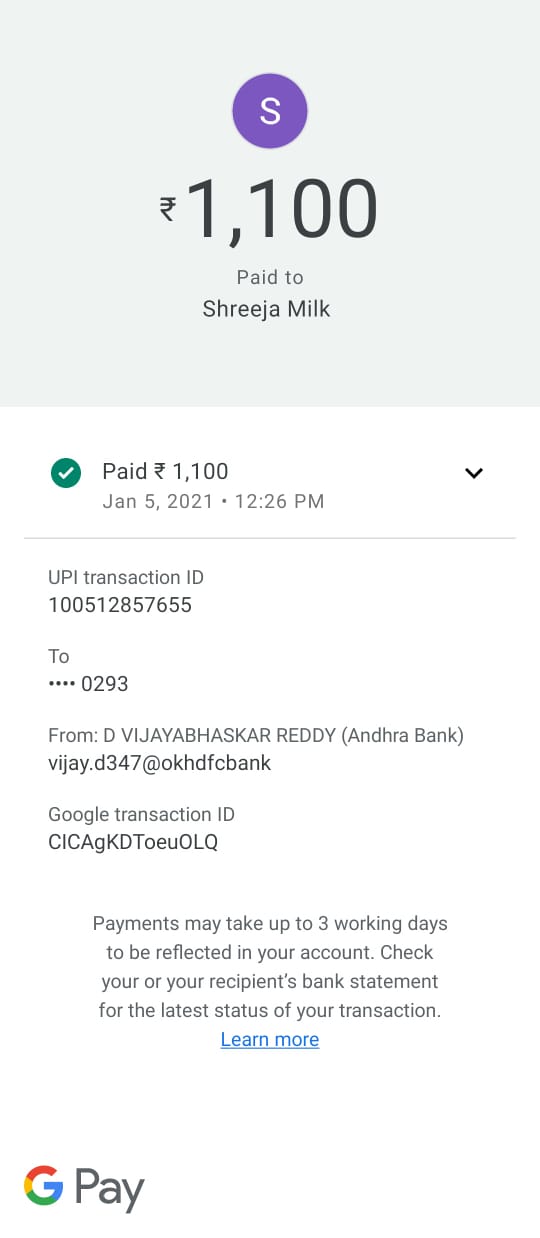 S
₹1,100
Paid to
Shreeja Milk
Paid ₹ 1,100
Jan 5, 2021 • 12:26 PM
UPI transaction ID
100512857655
To
•••• 0293
From: D VIJAYABHASKAR REDDY (Andhra Bank)
vijay.d347@okhdfcbank
Google transaction ID
CICAgKDToeuOLQ
Payments may take up to 3 working days
to be reflected in your account. Check
your or your recipient’s bank statement
for the latest status of your transaction.
Learn more
G Pay